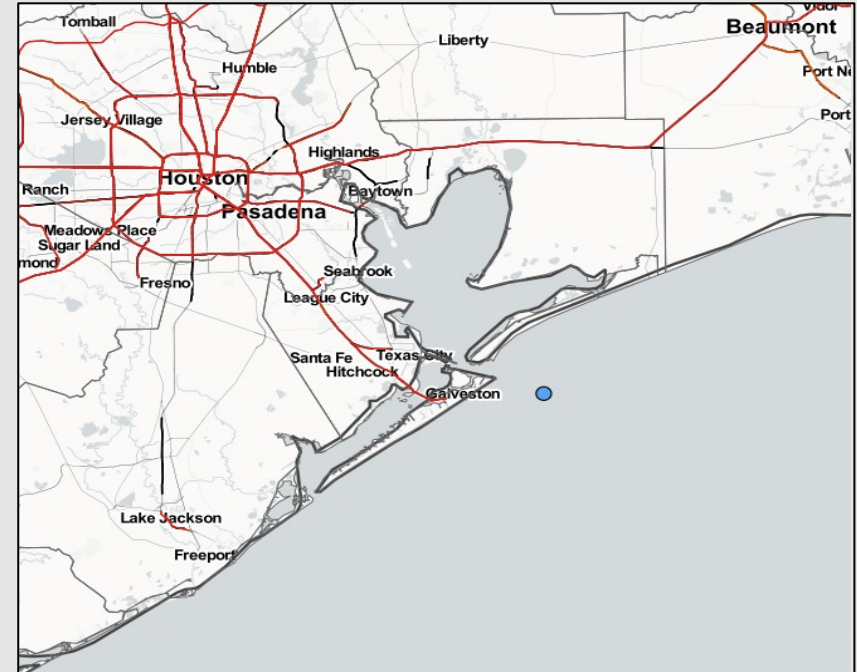 Tomball
Vidor
Beaumont
Liberty
Humble
Port Ne
Jersey Village
Port
Highlands
Houston
Baytown
Ranch
Pasadena
Meadows Place
Sugar Land
mond
Seabrook
Fresno
League City
Santa Fe
Texas City
Hitchcock
Galveston
Lake Jackson
Freeport